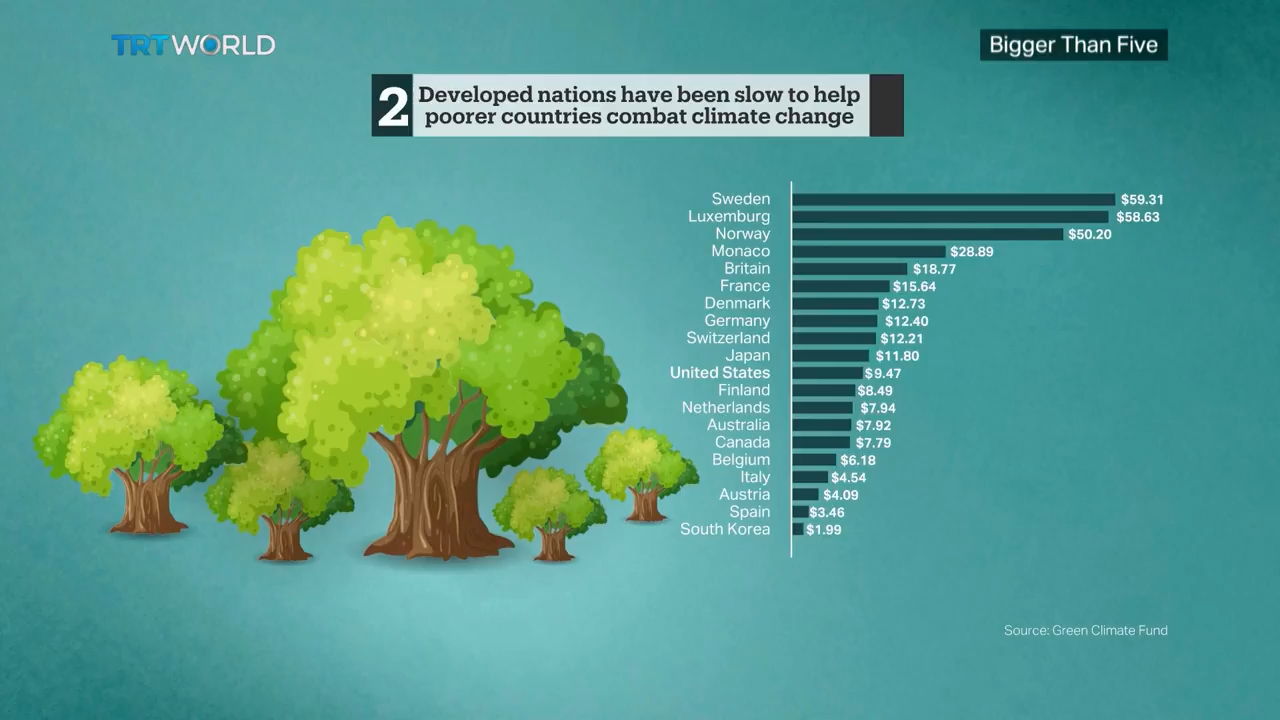 TRT WORLD
Bigger Than Five
2
Developed nations have been slow to help
poorer countries combat climate change
Sweden $59.31
Luxemburg $58.63
Norway $50.20
Monaco $28.89
Britain $18.77
France $15.64
Denmark $12.73
Germany $12.40
Switzerland $12.21
Japan $11.80
United States $9.47
Finland $8.49
Netherlands $7.94
Australia $7.92
Canada $7.79
Belgium $6.18
Italy $4.54
Austria $4.09
Spain $3.46
South Korea $1.99
Source: Green Climate Fund